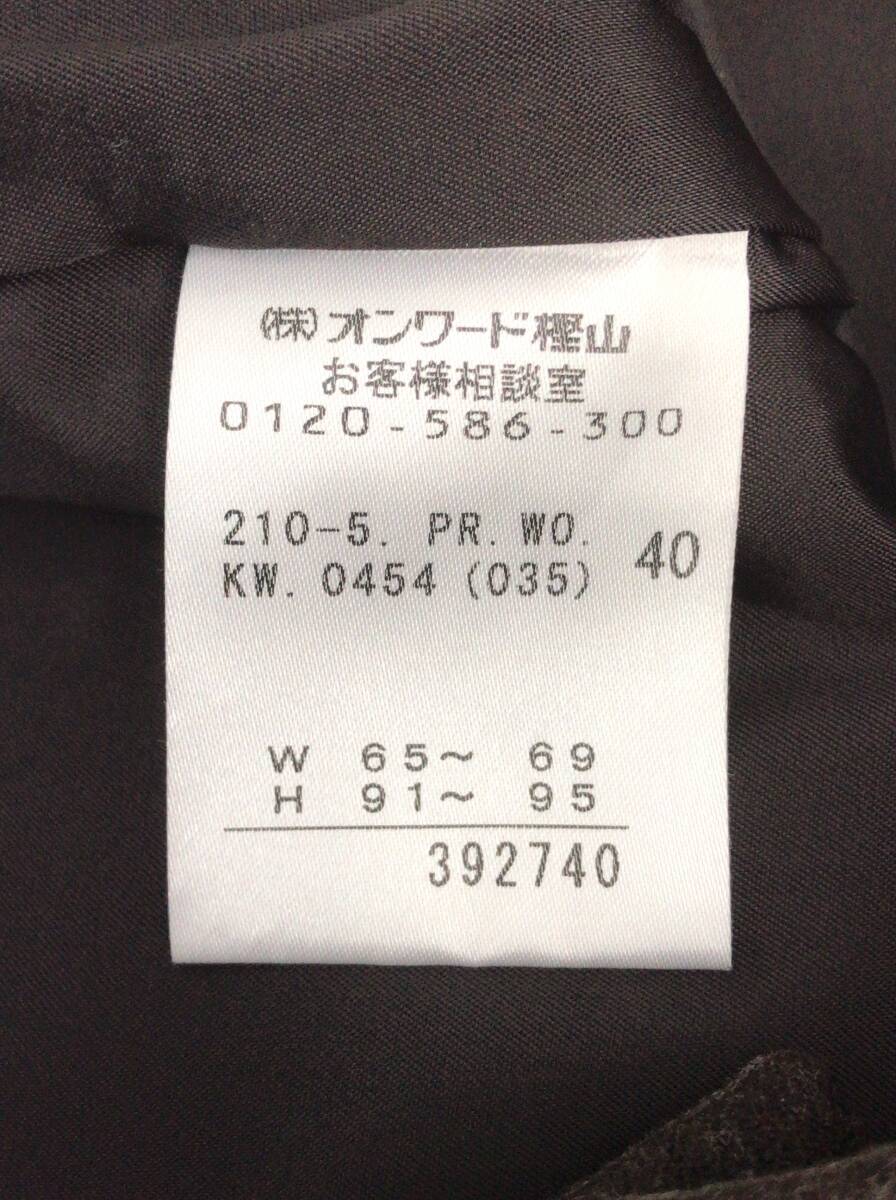 (株)オンワード樫山
お客様相談室
0120-586-300
210-5. PR. WO. 40
KW. 0454 (035)
W 65~ 69
H 91~ 95
392740